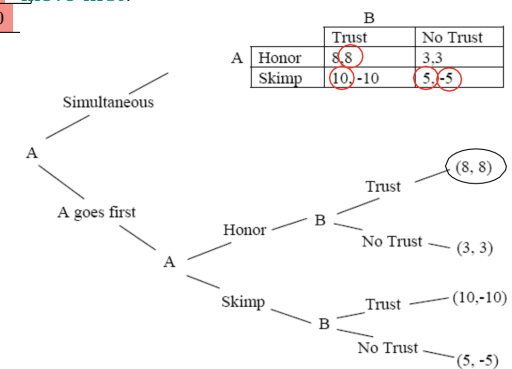 )
B
Trust No Trust
A Honor 8,8 3,3
Skimp 10,-10 5,-5
Simultaneous
A
(8, 8)
Trust
A goes first
Honor B
No Trust (3, 3)
A
Skimp Trust (10,-10)
B
No Trust (5, -5)